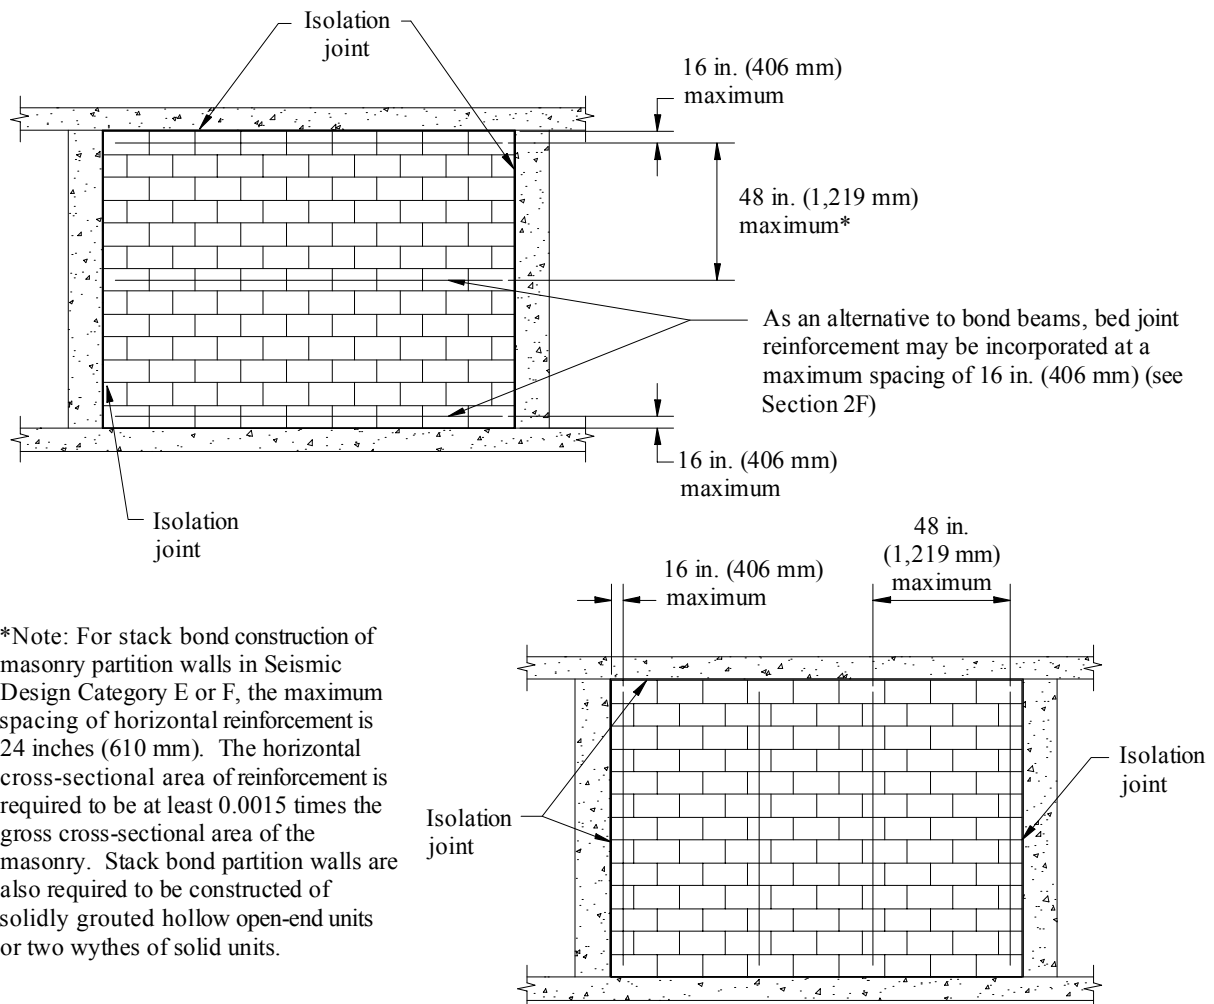 Isolation
joint
16 in. (406 mm)
maximum
48 in. (1,219 mm)
maximum*
As an alternative to bond beams, bed joint
reinforcement may be incorporated at a
maximum spacing of 16 in. (406 mm) (see
Section 2F)
16 in. (406 mm)
maximum
Isolation
joint
48 in.
(1,219 mm)
maximum
16 in. (406 mm)
maximum
*Note: For stack bond construction of
masonry partition walls in Seismic
Design Category E or F, the maximum
spacing of horizontal reinforcement is
24 inches (610 mm). The horizontal
cross-sectional area of reinforcement is
required to be at least 0.0015 times the
gross cross-sectional area of the
masonry. Stack bond partition walls are
also required to be constructed of
solidly grouted hollow open-end units
or two wythes of solid units.
Isolation
joint
Isolation
joint